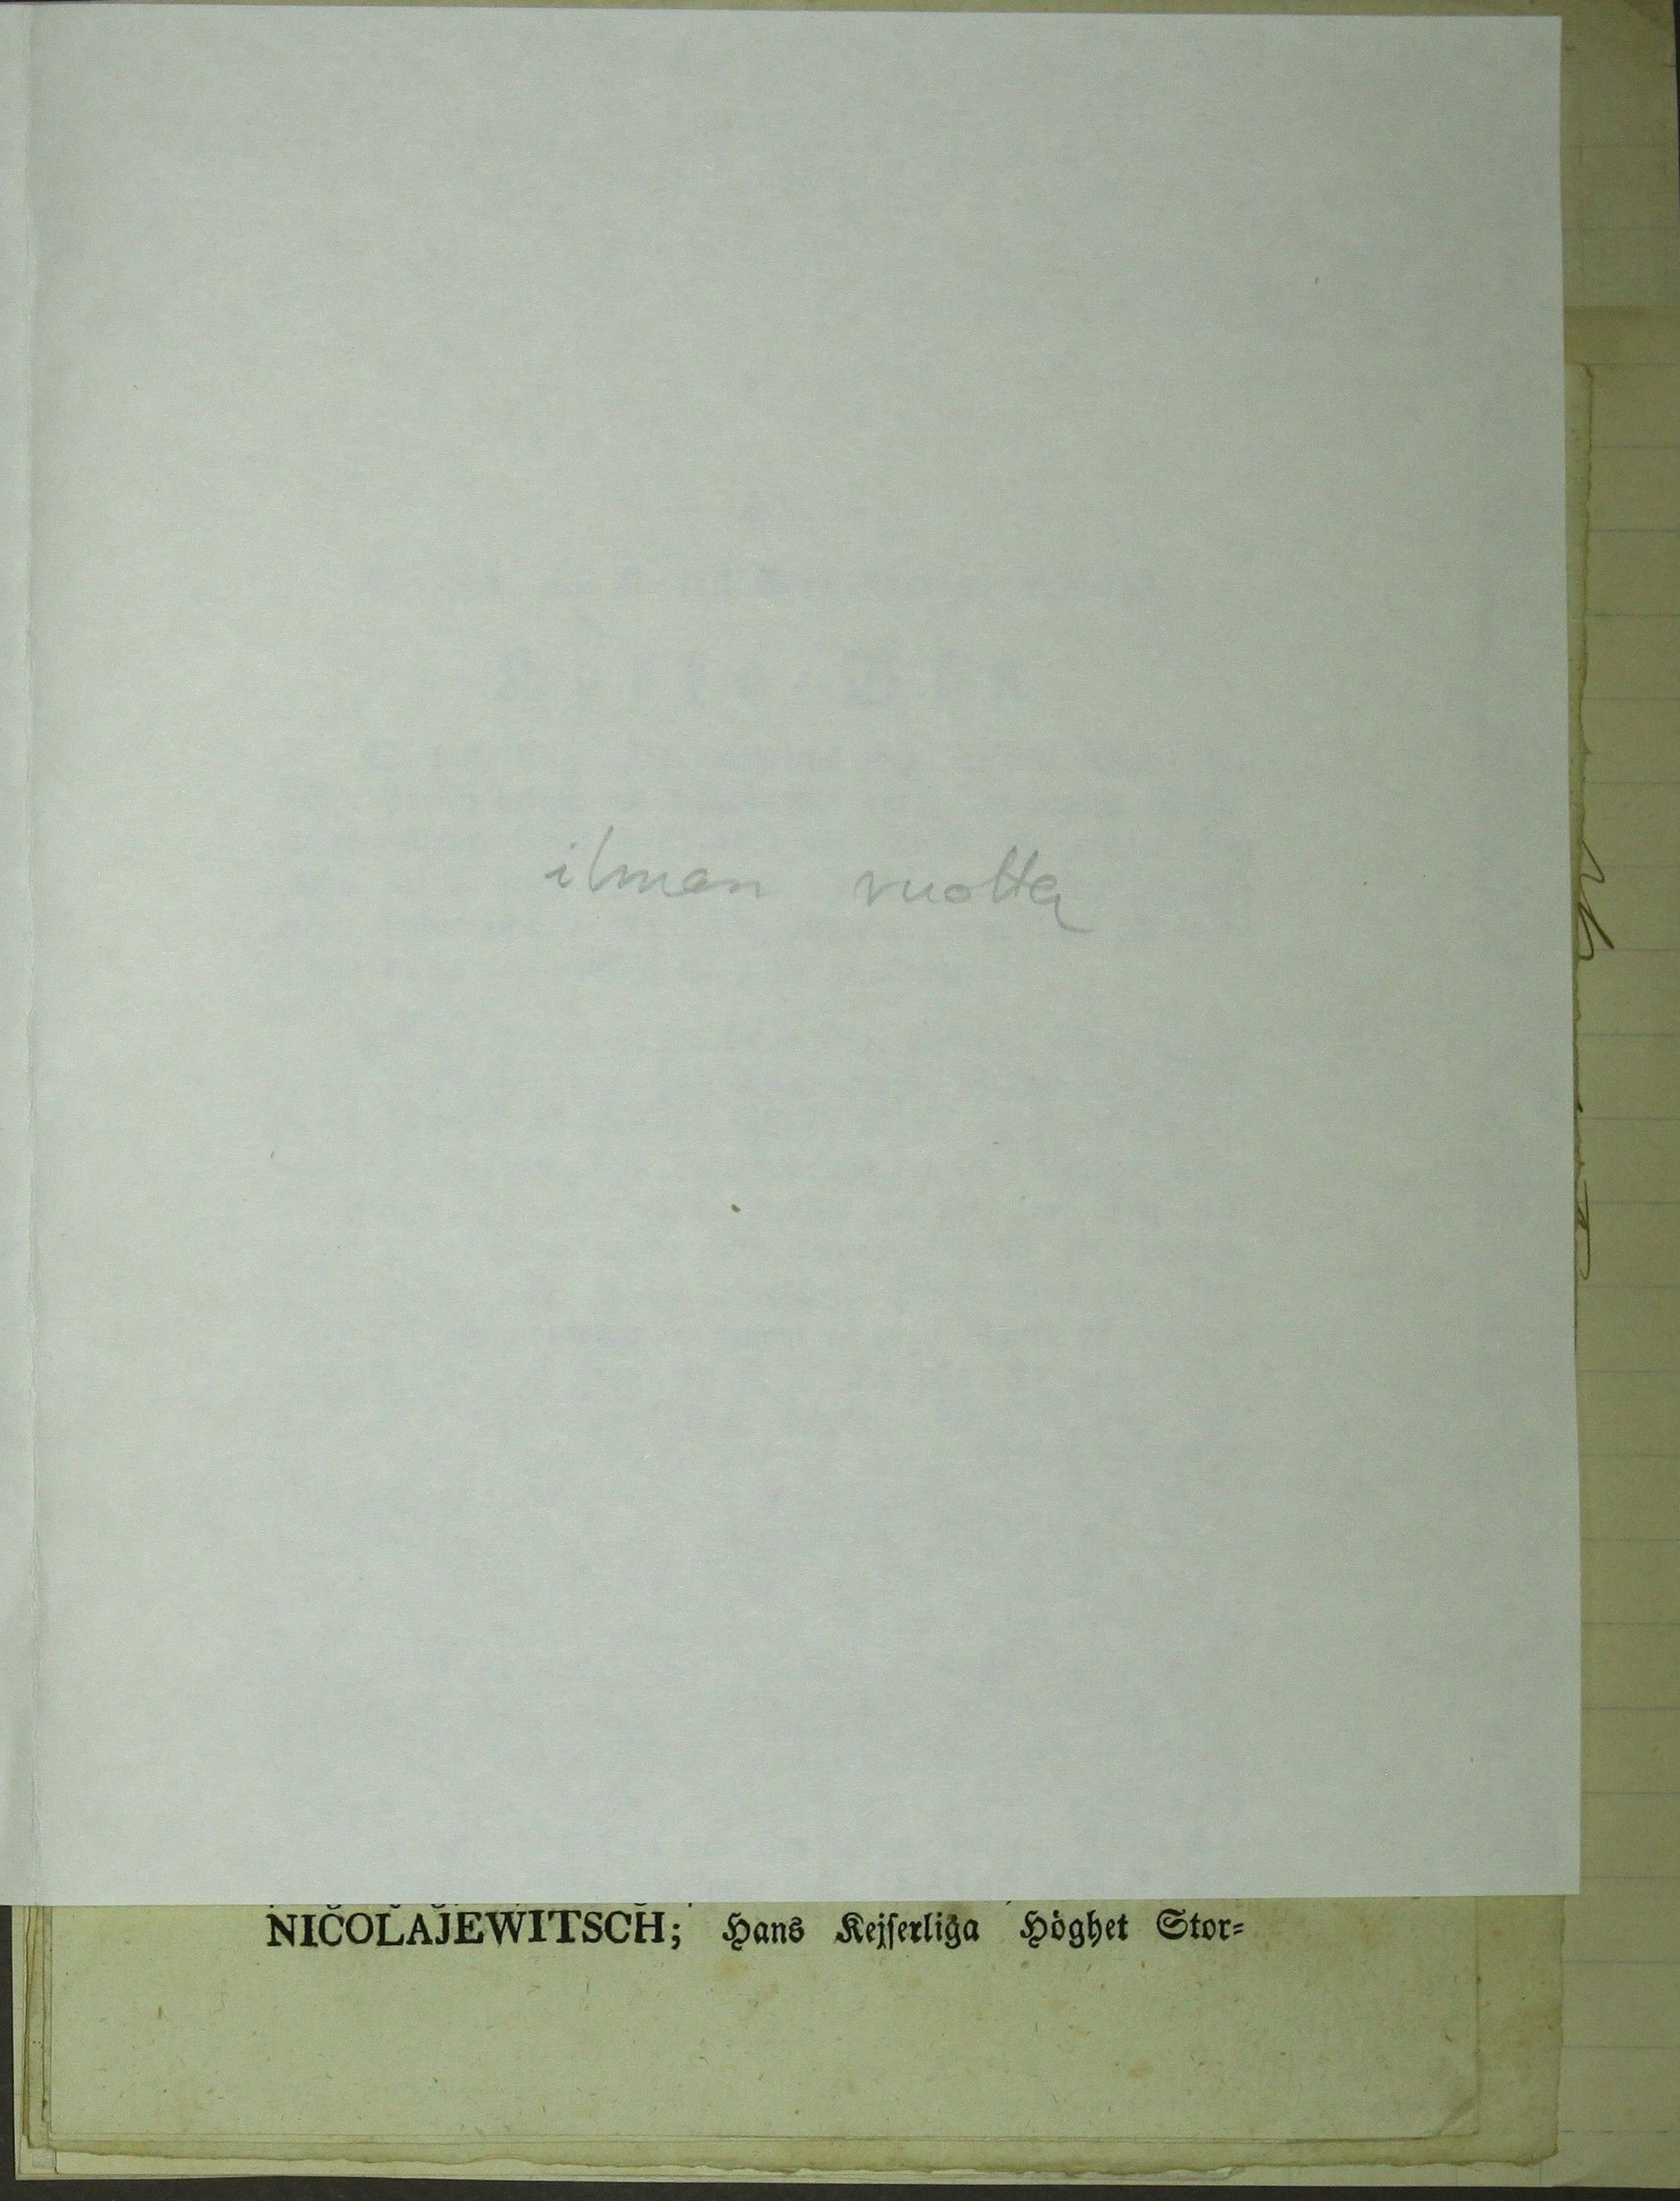 ilman vuotta
NICOLAJEWITSCH; Hans Kejserliga Höghet Stor=